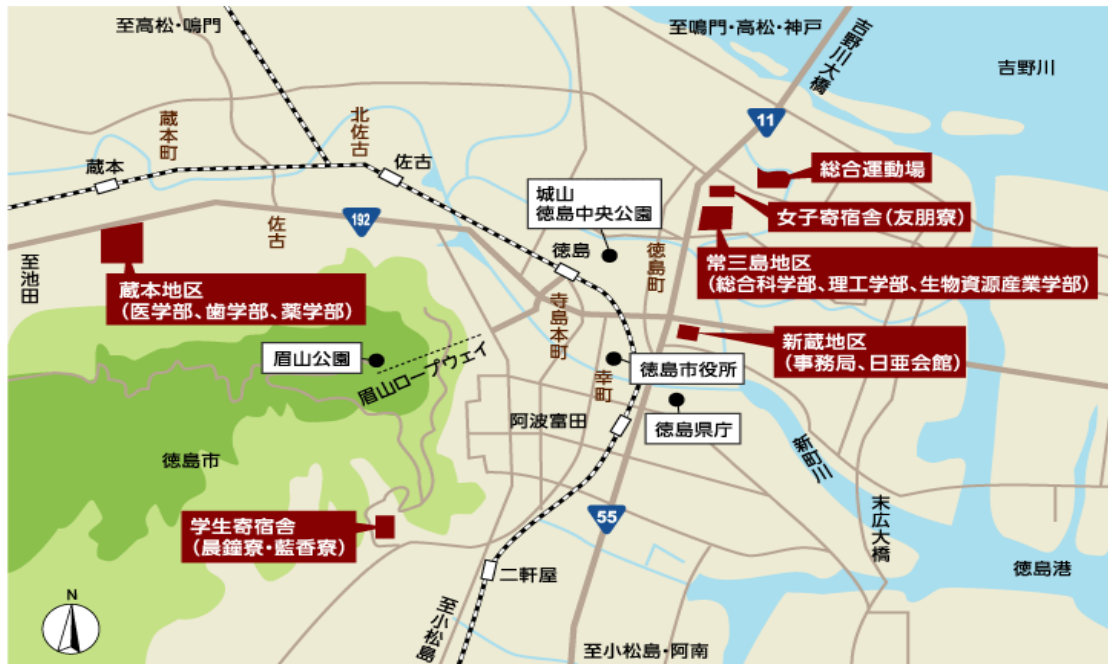 至高松・鳴門
至鳴門・高松・神戸
吉野川大橋
吉野川
11
蔵本町
北佐古
蔵本
佐古
総合運動場
城山
徳島中央公園
女子寄宿舎(友朋寮)
192
佐古
徳島
徳島町
常三島地区
(総合科学部、理工学部、生物資源産業学部)
至池田
蔵本地区
(医学部、歯学部、薬学部)
寺島本町
新蔵地区
(事務局、日亜会館)
眉山公園
眉山ロープウェイ
徳島市役所
幸町
阿波富田
徳島県庁
新町川
徳島市
末広大橋
学生寄宿舎
(晨鐘寮・藍香寮)
55
二軒屋
徳島港
N
至小松島
至小松島・阿南